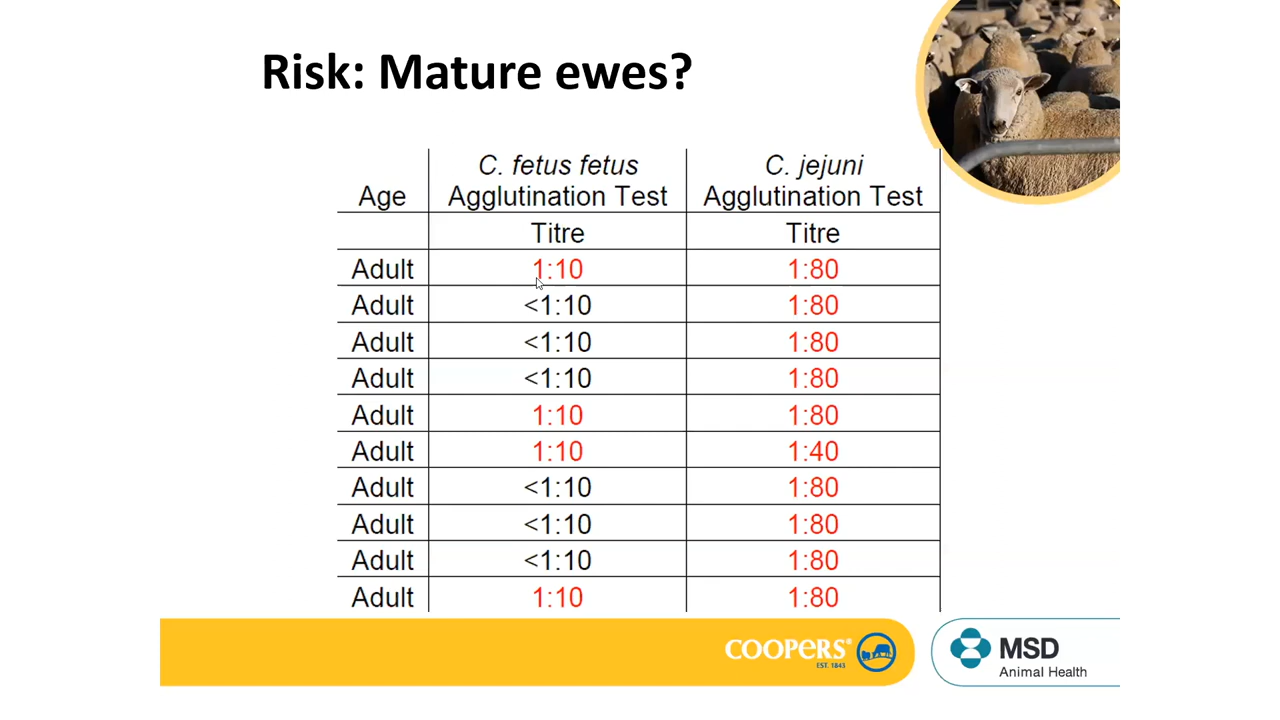 Risk: Mature ewes?
C. fetus fetus C. jejuni
Age Agglutination Test Agglutination Test
Titre Titre
Adult 1:10 1:80
Adult <1:10 1:80
Adult <1:10 1:80
Adult <1:10 1:80
Adult 1:10 1:80
Adult 1:10 1:40
Adult <1:10 1:80
Adult <1:10 1:80
Adult <1:10 1:80
Adult 1:10 1:80
COOPERS®
EST. 1843
MSD
Animal Health